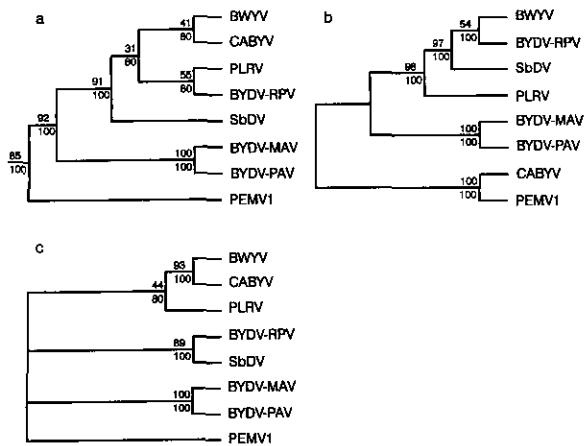 a
41
BWYV
80
CABYV
31
80
PLRV
55
60
BYDV-RPV
91
100
SbDV
92
100
100
BYDV-MAV
100
BYDV-PAV
85
100
PEMV1
b
54
BWYV
100
BYDV-RPV
97
100
SbDV
98
100
PLRV
100
BYDV-MAV
100
BYDV-PAV
100
CABYV
100
PEMV1
c
93
BWYV
100
CABYV
44
80
PLRV
89
BYDV-RPV
100
SbDV
100
BYDV-MAV
100
BYDV-PAV
PEMV1